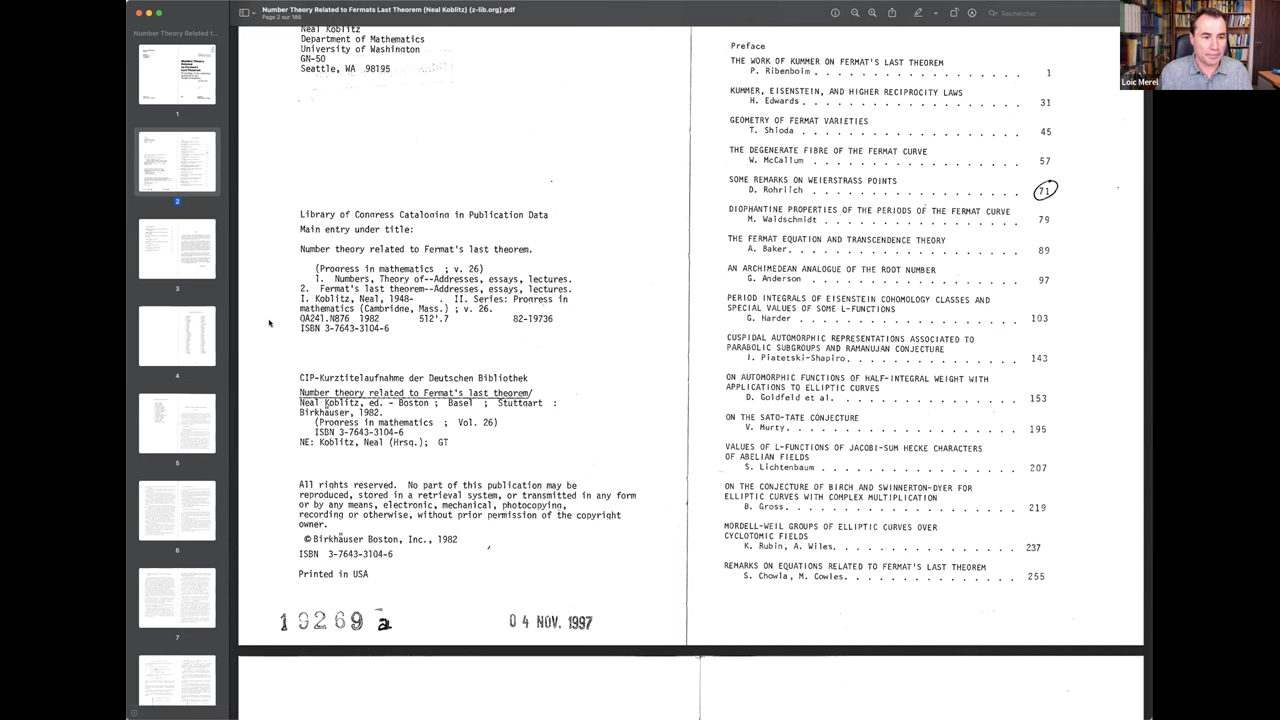 Number Theory Related to Fermats Last Theorem (Neal Koblitz) (z-lib.org).pdf
Page 2 sur 186
Rechercher
Number Theory Related t...
1
2
3
4
5
6
7
Neal Koblitz
Department of Mathematics
University of Washington
GN-50
Seattle, WA 98195
Library of Congress Cataloging in Publication Data
Main entry under title:
Number theory related to Fermat's last theorem.
(Progress in mathematics ; v. 26)
1. Numbers, Theory of--Addresses, essays, lectures.
2. Fermat's last theorem--Addresses, essays, lectures.
I. Koblitz, Neal, 1948- . II. Series: Progress in
mathematics (Cambridge, Mass.) ; v. 26.
QA241.N876 1982 512'.7 82-19736
ISBN 3-7643-3104-6
CIP-Kurztitelaufnahme der Deutschen Bibliothek
Number theory related to Fermat's last theorem/
Neal Koblitz, ed. - Boston ; Basel ; Stuttgart :
Birkhäuser, 1982.
(Progress in mathematics ; Vol. 26)
ISBN 3-7643-3104-6
NE: Koblitz, Neal (Hrsg.); GT
All rights reserved. No part of this publication may be
reproduced, stored in a retrieval system, or transmitted in any form
or by any means, electronic, mechanical, photocopying,
recording or otherwise, without prior permission of the copyright
owner.
© Birkhäuser Boston, Inc., 1982
ISBN 3-7643-3104-6
Printed in USA
19269 a
04 NOV. 1997
Preface
THE WORK OF KUMMER ON FERMAT'S LAST THEOREM
P. Ribenboim . . . . . . . . . . . . . . . . . 1
KUMMER, EISENSTEIN, AND HIGHER RECIPROCITY LAWS
H. Edwards . . . . . . . . . . . . . . . . . 31
GEOMETRY OF FERMAT VARIETIES
T. Shioda . . . . . . . . . . . . . . . . . 45
THE DEGENERATE FIBRE OF THE FERMAT CURVE
W. McCallum . . . . . . . . . . . . . . . . . 57
SOME REMARKS ON WEIERSTRASS POINTS
D. Rohrlich . . . . . . . . . . . . . . . . . 71
DIOPHANTINE PROPERTIES OF THE PERIODS OF THE FERMAT CURVE
M. Waldschmidt . . . . . . . . . . . . . . . . 79
THE FERMAT EQUATION AND TRANSCENDENCE THEORY
A. Baker . . . . . . . . . . . . . . . . . 89
AN ARCHIMEDEAN ANALOGUE OF THE ROOT NUMBER
G. Anderson . . . . . . . . . . . . . . . . . 97
PERIOD INTEGRALS OF EISENSTEIN COHOMOLOGY CLASSES AND
SPECIAL VALUES OF SOME L-FUNCTIONS
G. Harder . . . . . . . . . . . . . . . . . 103
CUSPIDAL AUTOMORPHIC REPRESENTATIONS ASSOCIATED TO
PARABOLIC SUBGROUPS AND RAMANUJAN CONJECTURE
I. Piatetski-Shapiro. . . . . . . . . . . . . . 143
ON AUTOMORPHIC FUNCTIONS OF HALF-INTEGRAL WEIGHT WITH
APPLICATIONS TO ELLIPTIC CURVES
D. Goldfeld et al. . . . . . . . . . . . . . . 153
ON THE SATO-TATE CONJECTURE
V. Murty. . . . . . . . . . . . . . . . . . 195
VALUES OF L-FUNCTIONS OF JACOBI-SUM HECKE CHARACTERS
OF ABELIAN FIELDS
S. Lichtenbaum . . . . . . . . . . . . . . . . 207
ON THE CONJECTURE OF BIRCH AND SWINNERTON-DYER FOR
ELLIPTIC CURVES WITH COMPLEX MULTIPLICATION
B. Gross. . . . . . . . . . . . . . . . . . 219
MORDELL-WEIL GROUPS OF ELLIPTIC CURVES OVER
CYCLOTOMIC FIELDS
K. Rubin, A. Wiles. . . . . . . . . . . . . . . 237
REMARKS ON EQUATIONS RELATED TO FERMAT'S LAST THEOREM
S. Chowla, M. Cowles. . . . . . . . . . . . . . 255
Loic Merel